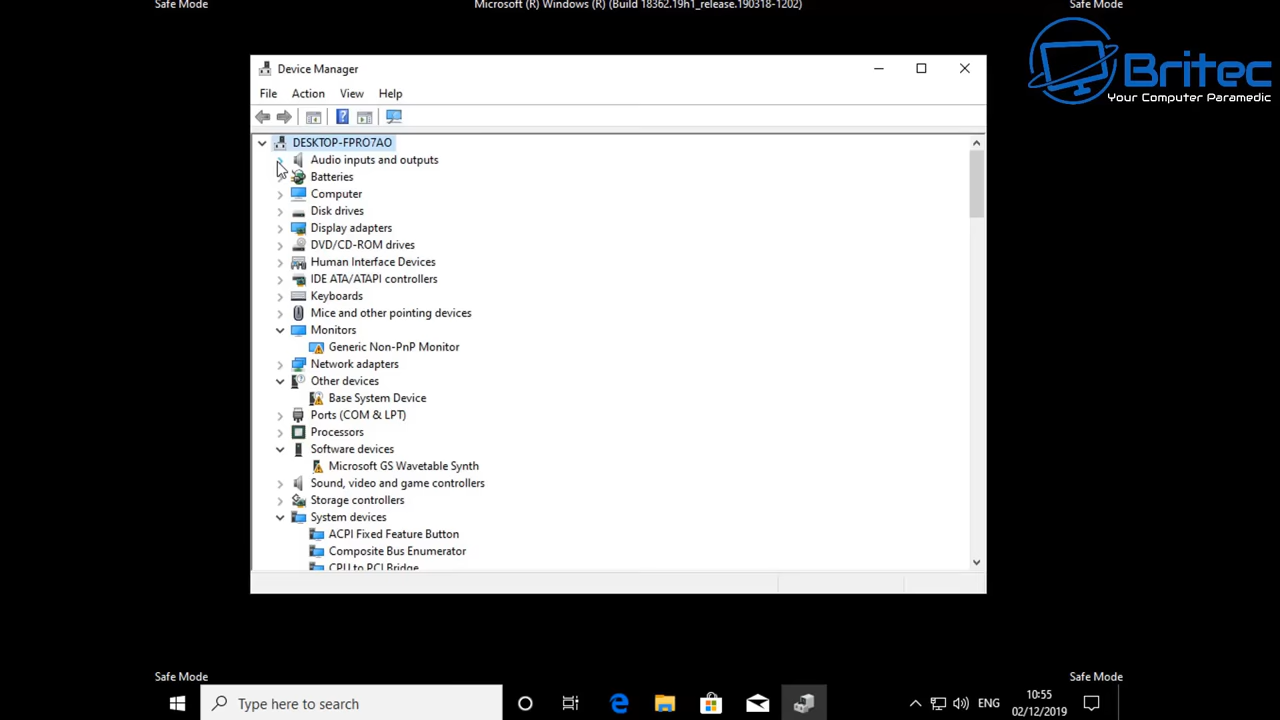 Safe Mode
Microsoft (R) Windows (R) (Build 18362.19h1_release.190318-1202)
Safe Mode
Britec
Your Computer Paramedic
Device Manager
File Action View Help
DESKTOP-FPRO7AO
Audio inputs and outputs
Batteries
Computer
Disk drives
Display adapters
DVD/CD-ROM drives
Human Interface Devices
IDE ATA/ATAPI controllers
Keyboards
Mice and other pointing devices
Monitors
Generic Non-PnP Monitor
Network adapters
Other devices
Base System Device
Ports (COM & LPT)
Processors
Software devices
Microsoft GS Wavetable Synth
Sound, video and game controllers
Storage controllers
System devices
ACPI Fixed Feature Button
Composite Bus Enumerator
CPU to PCI Bridge
Safe Mode
Safe Mode
Type here to search
ENG
10:55
02/12/2019